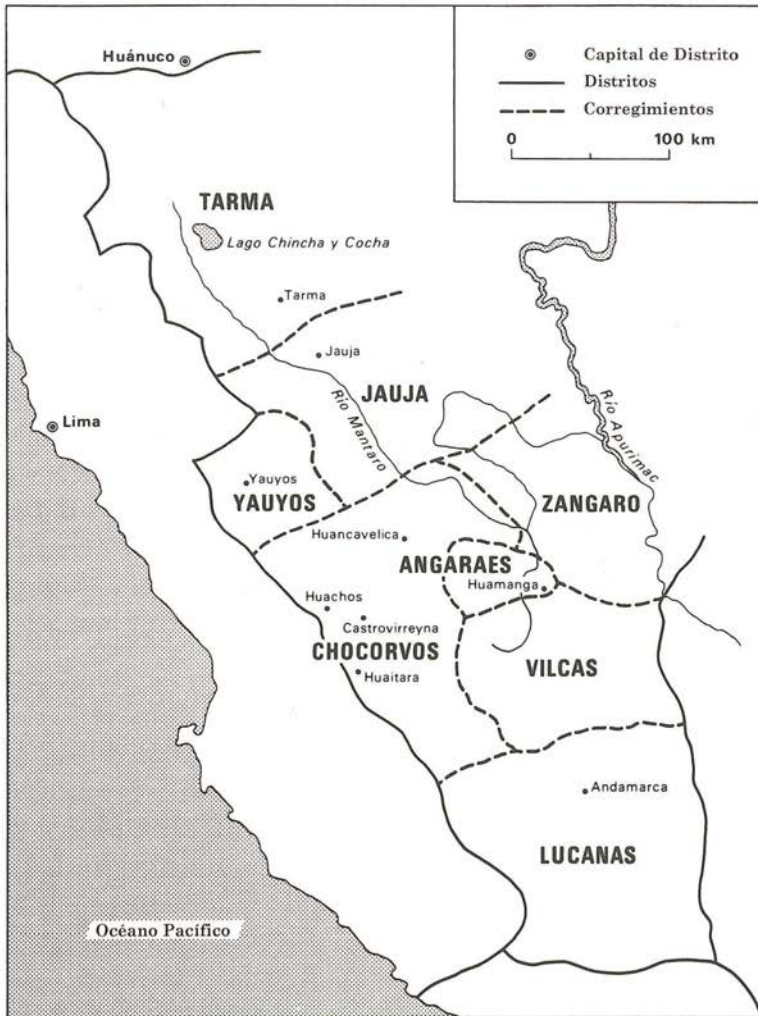 Huánuco
Capital de Distrito
Distritos
Corregimientos
0 100 km
TARMA
Lago Chincha y Cocha
Tarma
Jauja
JAUJA
Río Mantaro
Río Apurimac
Lima
Yauyos
YAUYOS
ZANGARO
Huancavelica
ANGARAES
Huamanga
Huachos
Castrovirreyna
CHOCORVOS
Huaitara
VILCAS
Andamarca
LUCANAS
Océano Pacífico